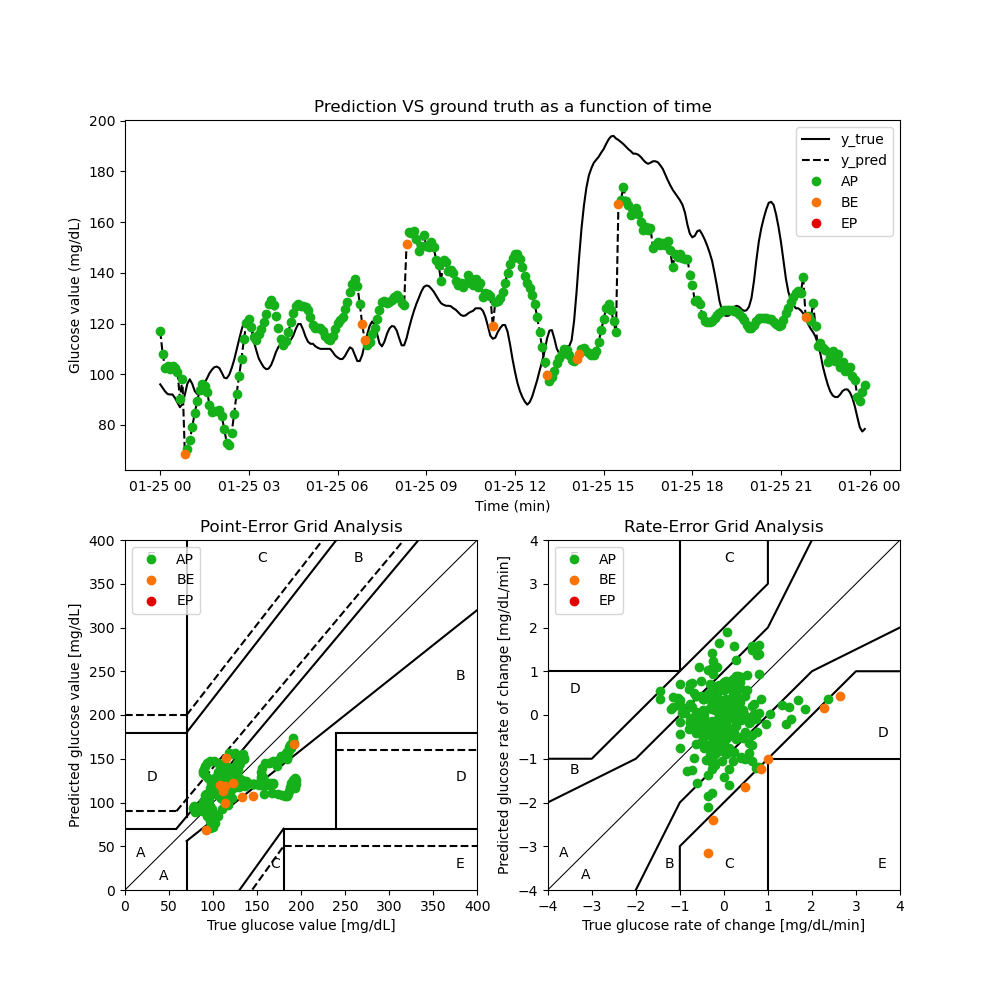 Prediction VS ground truth as a function of time
Glucose value (mg/dL)
200
180
160
140
120
100
80
y_true
y_pred
AP
BE
EP
01-25 00 01-25 03 01-25 06 01-25 09 01-25 12 01-25 15 01-25 18 01-25 21 01-26 00
Time (min)
Point-Error Grid Analysis
Predicted glucose value [mg/dL]
400
350
300
250
200
150
100
50
0
AP
BE
EP
C
B
B
D
D
A
A
C
E
0 50 100 150 200 250 300 350 400
True glucose value [mg/dL]
Rate-Error Grid Analysis
Predicted glucose rate of change [mg/dL/min]
4
3
2
1
0
−1
−2
−3
−4
AP
BE
EP
C
D
D
B
A
A
B
C
E
−4 −3 −2 −1 0 1 2 3 4
True glucose rate of change [mg/dL/min]